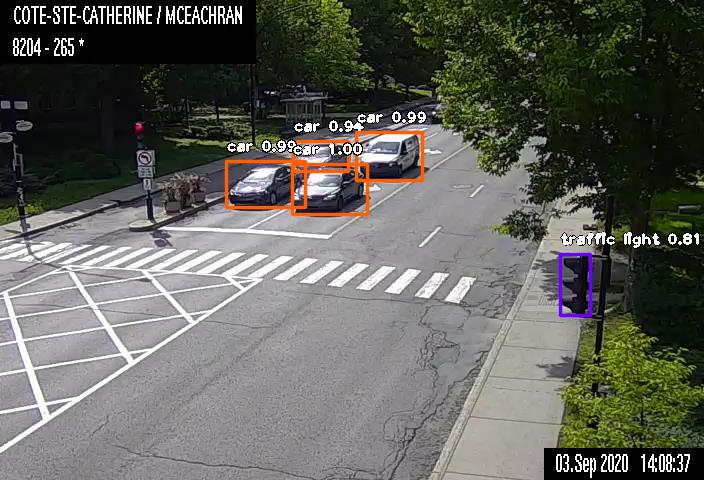 COTE-STE-CATHERINE / MCEACHRAN
8204 - 265 *
car 0.94
car 0.99
car 0.99
car 1.00
traffic light 0.81
03.Sep 2020 14:08:37